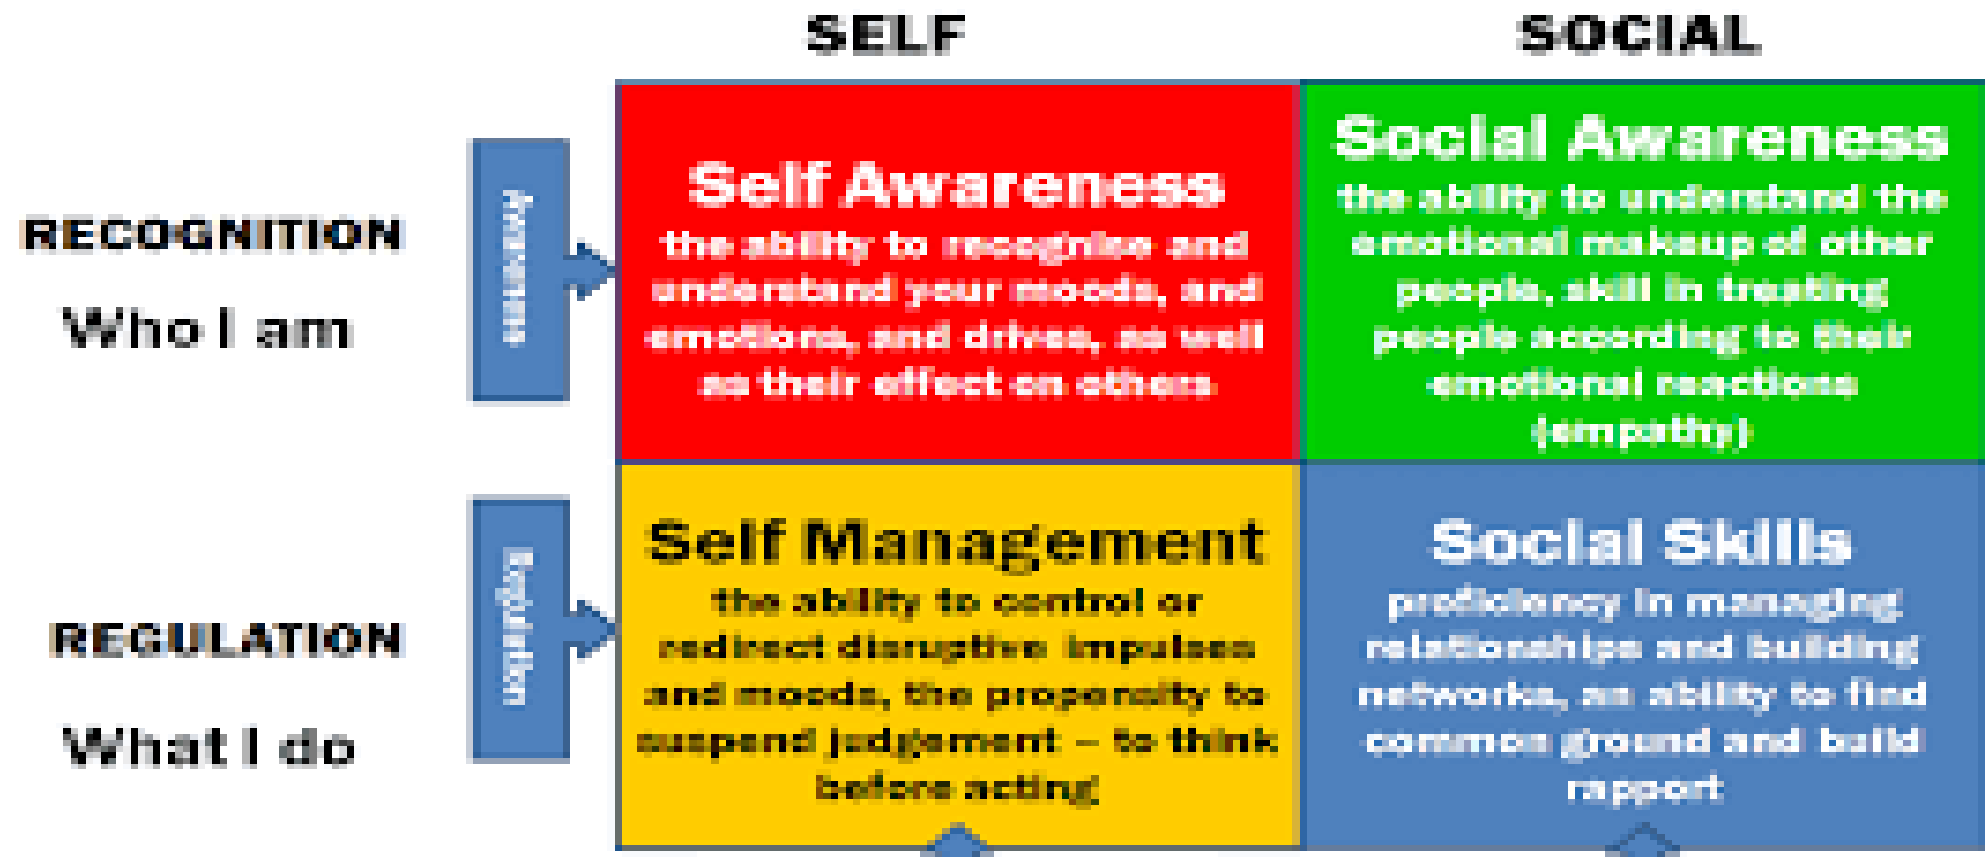 SELF
SOCIAL
RECOGNITION
Who I am
Awareness
Self Awareness
the ability to recognise and
understand your moods, and
emotions, and drives, as well
as their effect on others
Social Awareness
the ability to understand the
emotional makeup of other
people, skill in treating
people according to their
emotional reactions
(empathy)
REGULATION
What I do
Regulation
Self Management
the ability to control or
redirect disruptive impulses
and moods, the propensity to
suspend judgement – to think
before acting
Social Skills
proficiency in managing
relationships and building
networks, an ability to find
common ground and build
rapport